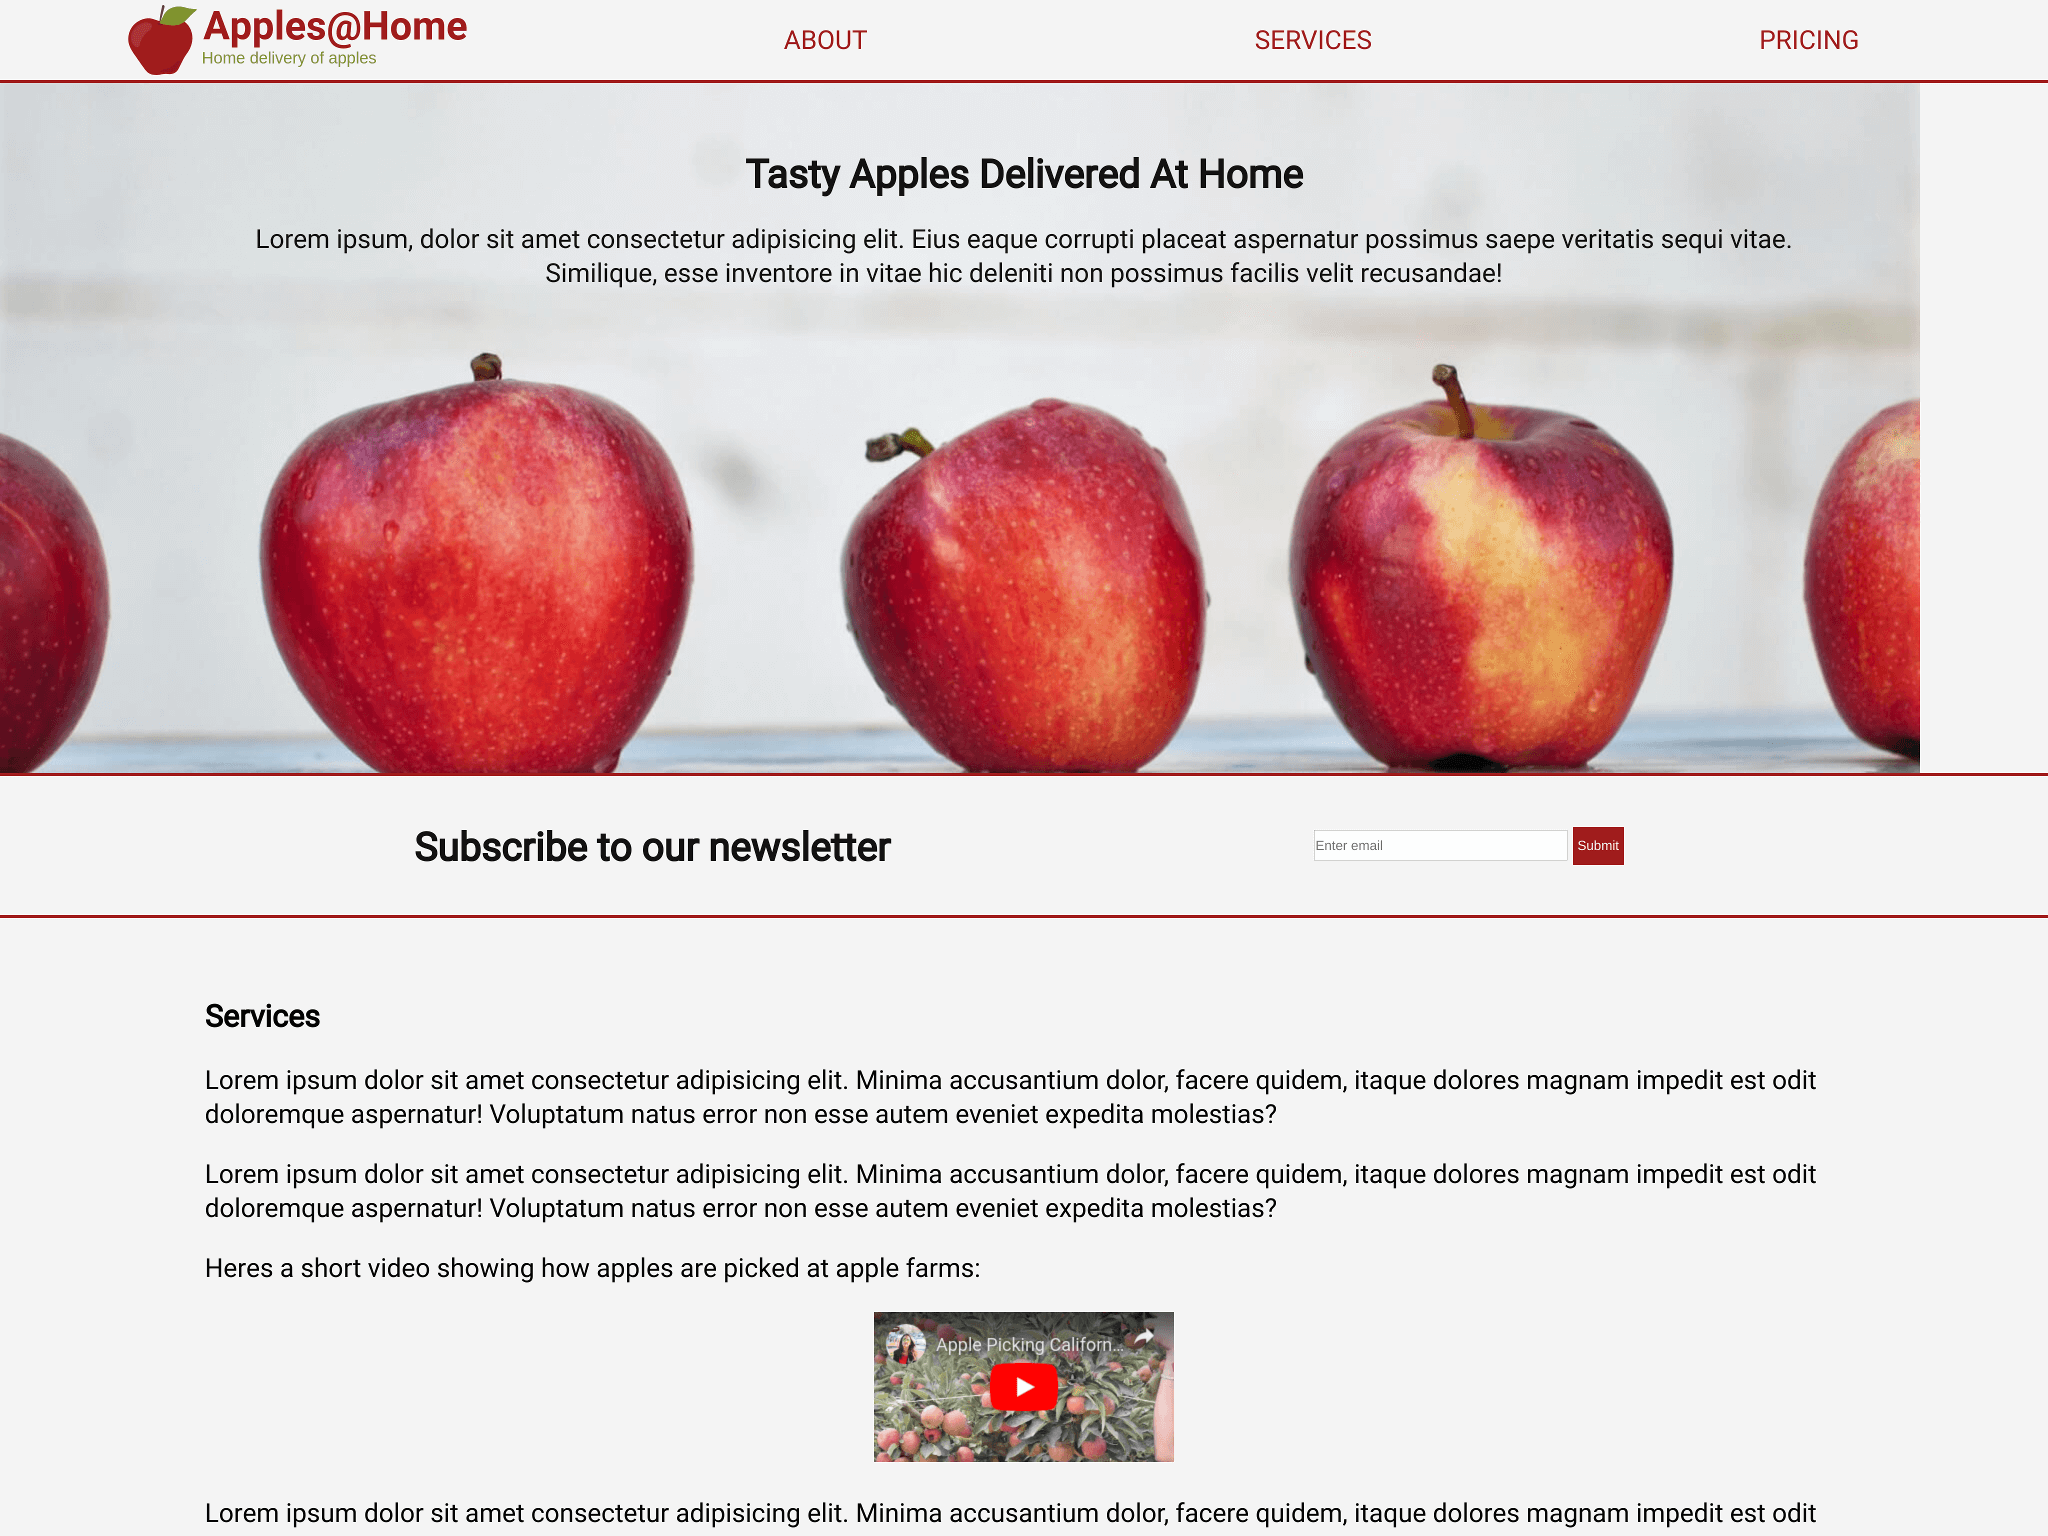 Apples@Home
Home delivery of apples
ABOUT
SERVICES
PRICING
Tasty Apples Delivered At Home
Lorem ipsum, dolor sit amet consectetur adipisicing elit. Eius eaque corrupti placeat aspernatur possimus saepe veritatis sequi vitae.
Similique, esse inventore in vitae hic deleniti non possimus facilis velit recusandae!
Subscribe to our newsletter
Enter email
Submit
Services
Lorem ipsum dolor sit amet consectetur adipisicing elit. Minima accusantium dolor, facere quidem, itaque dolores magnam impedit est odit
doloremque aspernatur! Voluptatum natus error non esse autem eveniet expedita molestias?
Lorem ipsum dolor sit amet consectetur adipisicing elit. Minima accusantium dolor, facere quidem, itaque dolores magnam impedit est odit
doloremque aspernatur! Voluptatum natus error non esse autem eveniet expedita molestias?
Heres a short video showing how apples are picked at apple farms:
Apple Picking Californ...
Lorem ipsum dolor sit amet consectetur adipisicing elit. Minima accusantium dolor, facere quidem, itaque dolores magnam impedit est odit